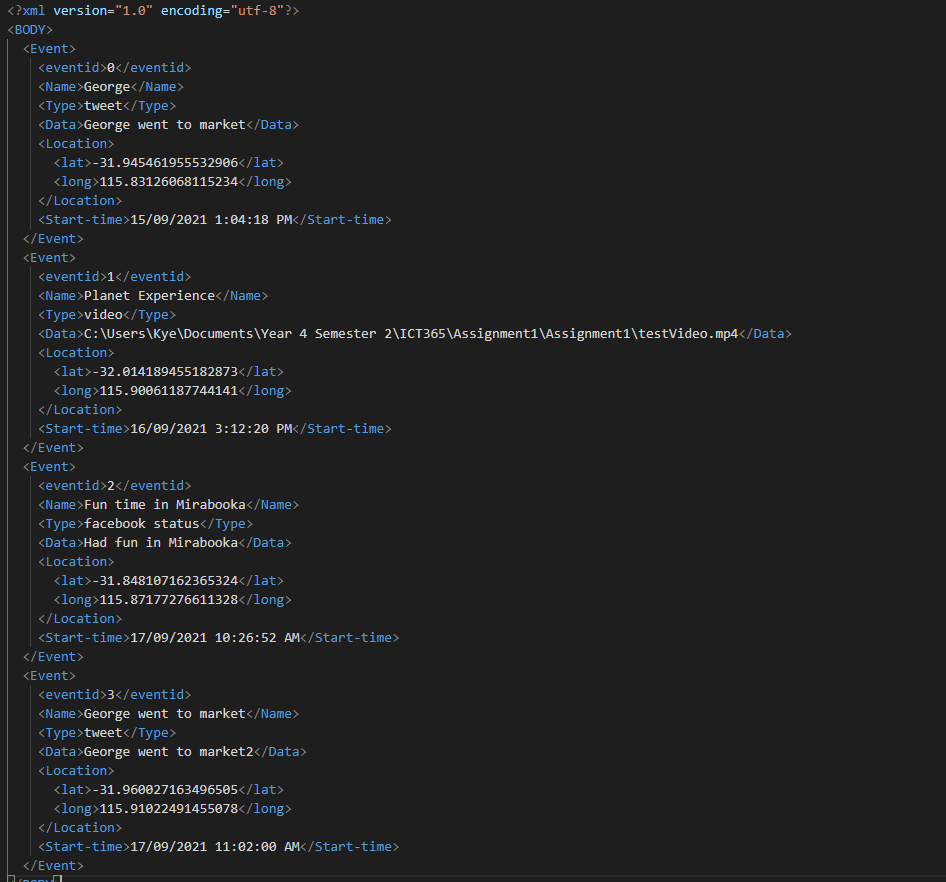 <?xml version="1.0" encoding="utf-8"?>
<BODY>
<Event>
<eventid>0</eventid>
<Name>George</Name>
<Type>tweet</Type>
<Data>George went to market</Data>
<Location>
<lat>-31.945461955532906</lat>
<long>115.83126068115234</long>
</Location>
<Start-time>15/09/2021 1:04:18 PM</Start-time>
</Event>
<Event>
<eventid>1</eventid>
<Name>Planet Experience</Name>
<Type>video</Type>
<Data>C:\Users\Kye\Documents\Year 4 Semester 2\ICT365\Assignment1\Assignment1\testVideo.mp4</Data>
<Location>
<lat>-32.014189455182873</lat>
<long>115.90061187744141</long>
</Location>
<Start-time>16/09/2021 3:12:20 PM</Start-time>
</Event>
<Event>
<eventid>2</eventid>
<Name>Fun time in Mirabooka</Name>
<Type>facebook status</Type>
<Data>Had fun in Mirabooka</Data>
<Location>
<lat>-31.848107162365324</lat>
<long>115.87177276611328</long>
</Location>
<Start-time>17/09/2021 10:26:52 AM</Start-time>
</Event>
<Event>
<eventid>3</eventid>
<Name>George went to market</Name>
<Type>tweet</Type>
<Data>George went to market2</Data>
<Location>
<lat>-31.960027163496505</lat>
<long>115.91022491455078</long>
</Location>
<Start-time>17/09/2021 11:02:00 AM</Start-time>
</Event>
</BODY>